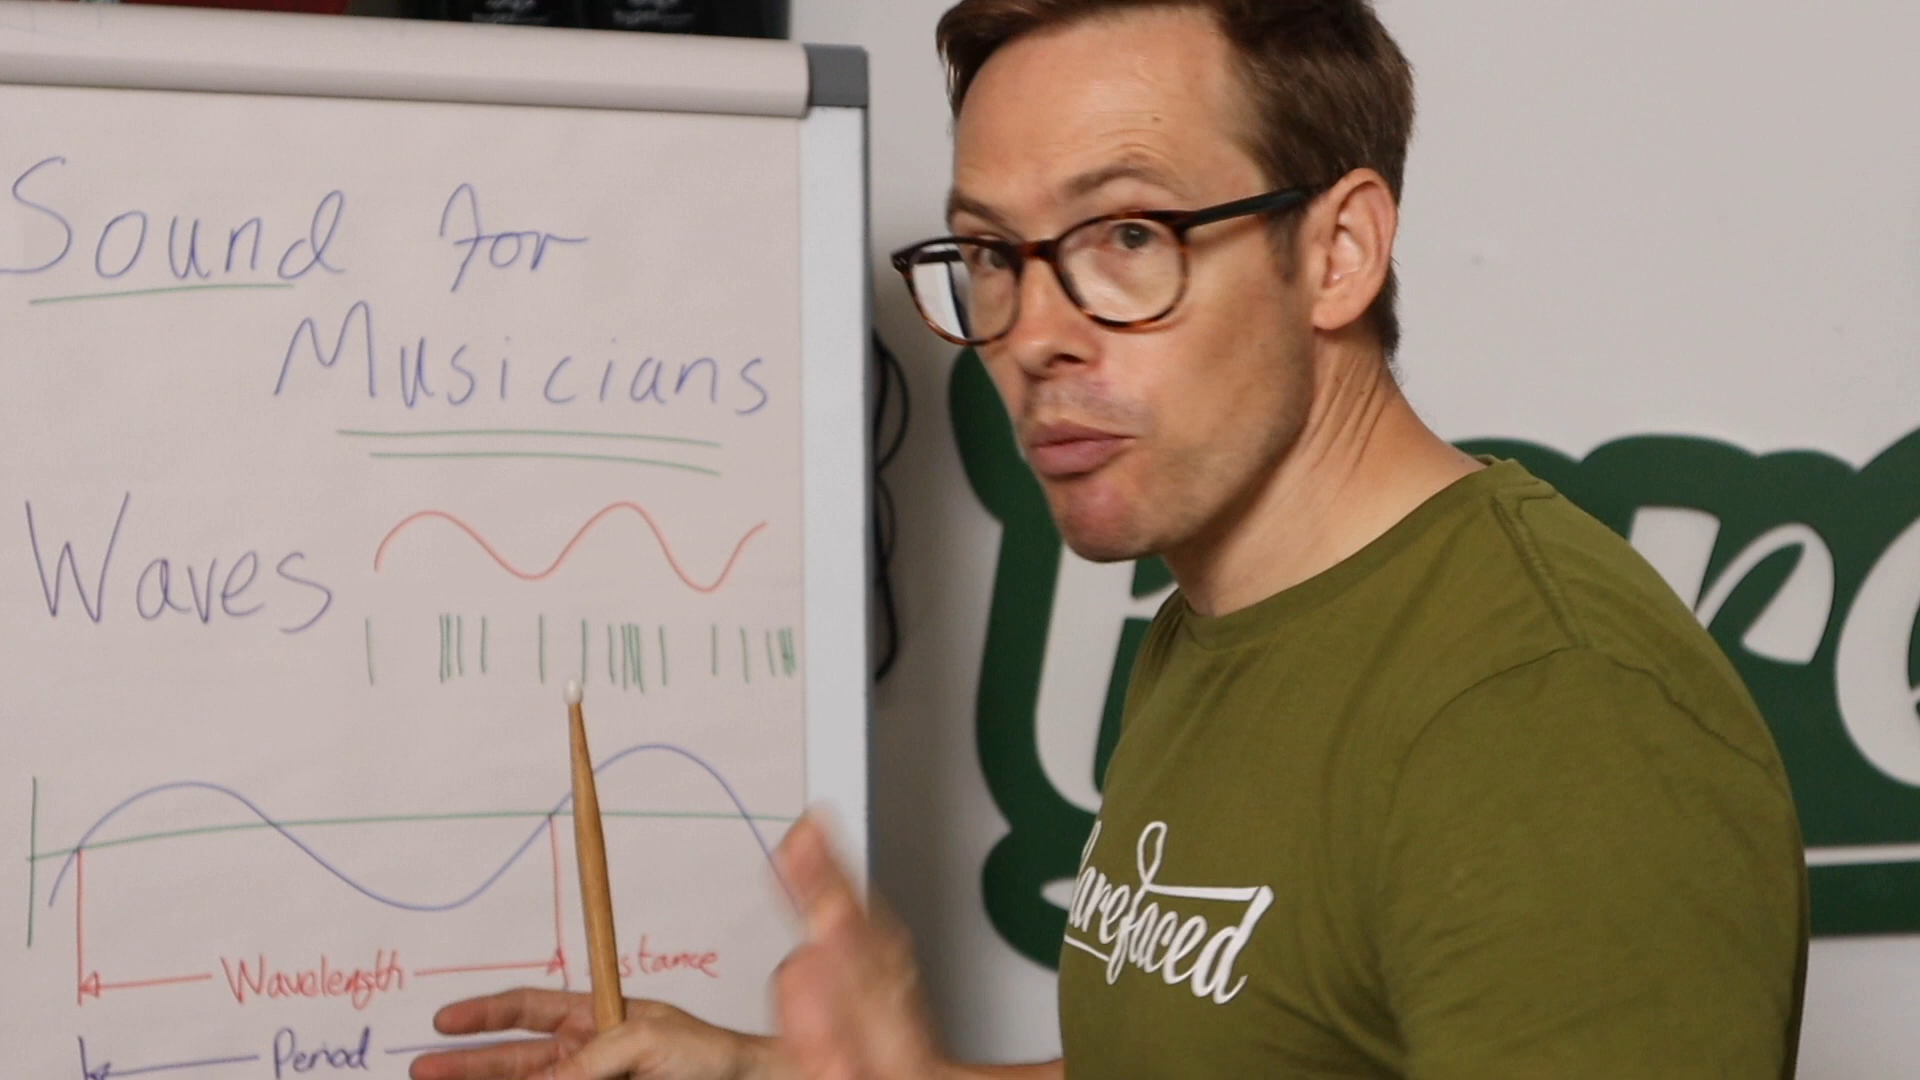 Sound for
Musicians
Waves
Wavelength stance
Period
Barefaced